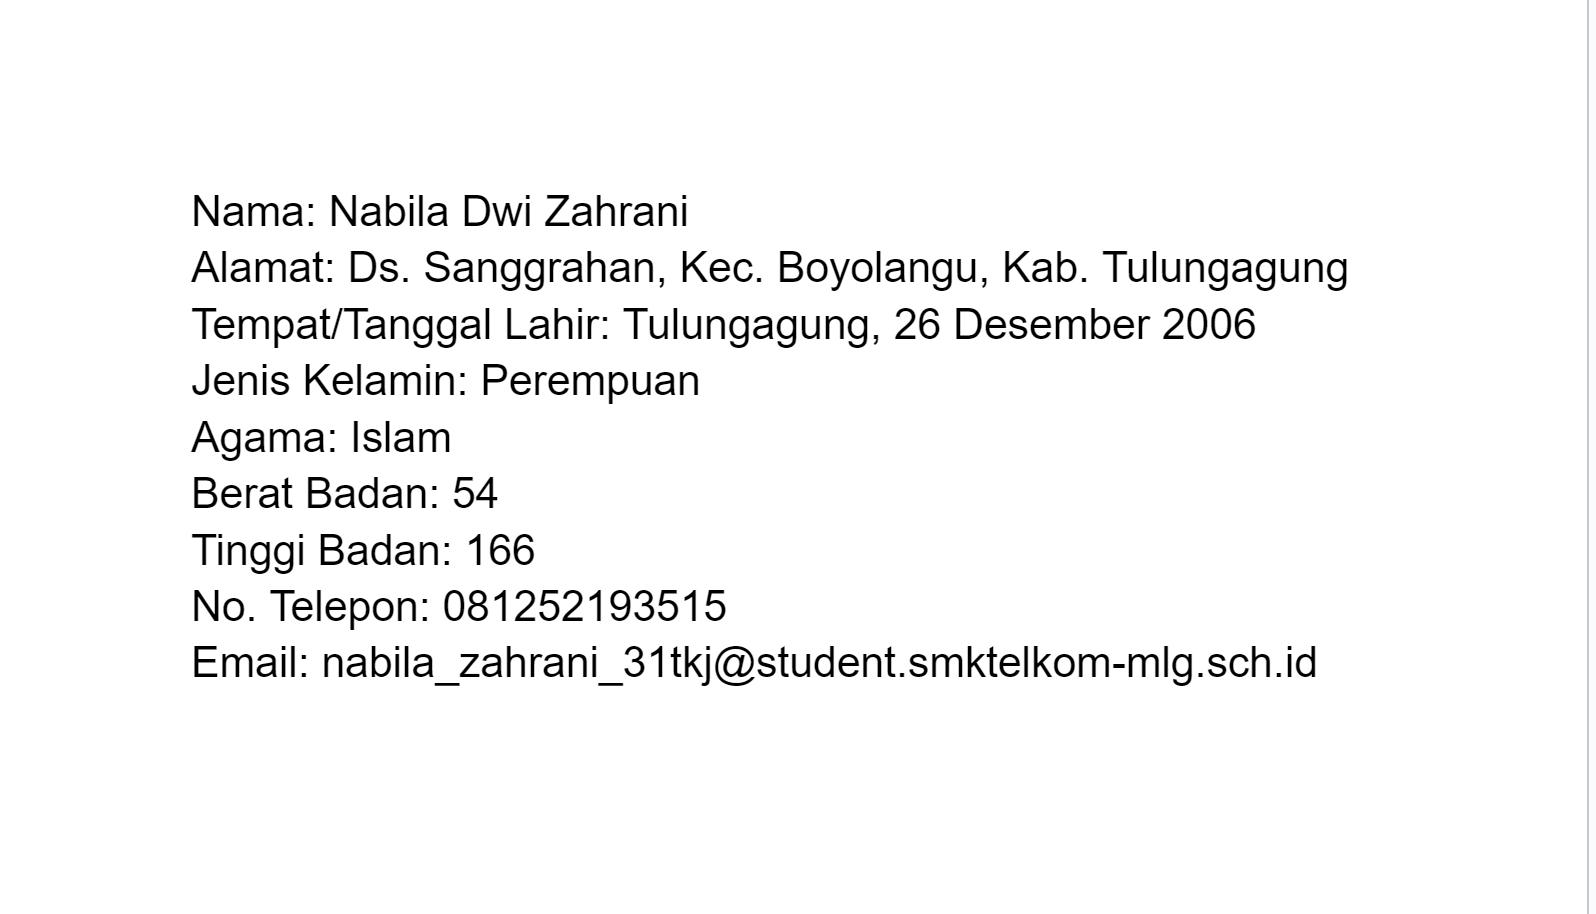 Nama: Nabila Dwi Zahrani
Alamat: Ds. Sanggrahan, Kec. Boyolangu, Kab. Tulungagung
Tempat/Tanggal Lahir: Tulungagung, 26 Desember 2006
Jenis Kelamin: Perempuan
Agama: Islam
Berat Badan: 54
Tinggi Badan: 166
No. Telepon: 081252193515
Email: nabila_zahrani_31tkj@student.smktelkom-mlg.sch.id